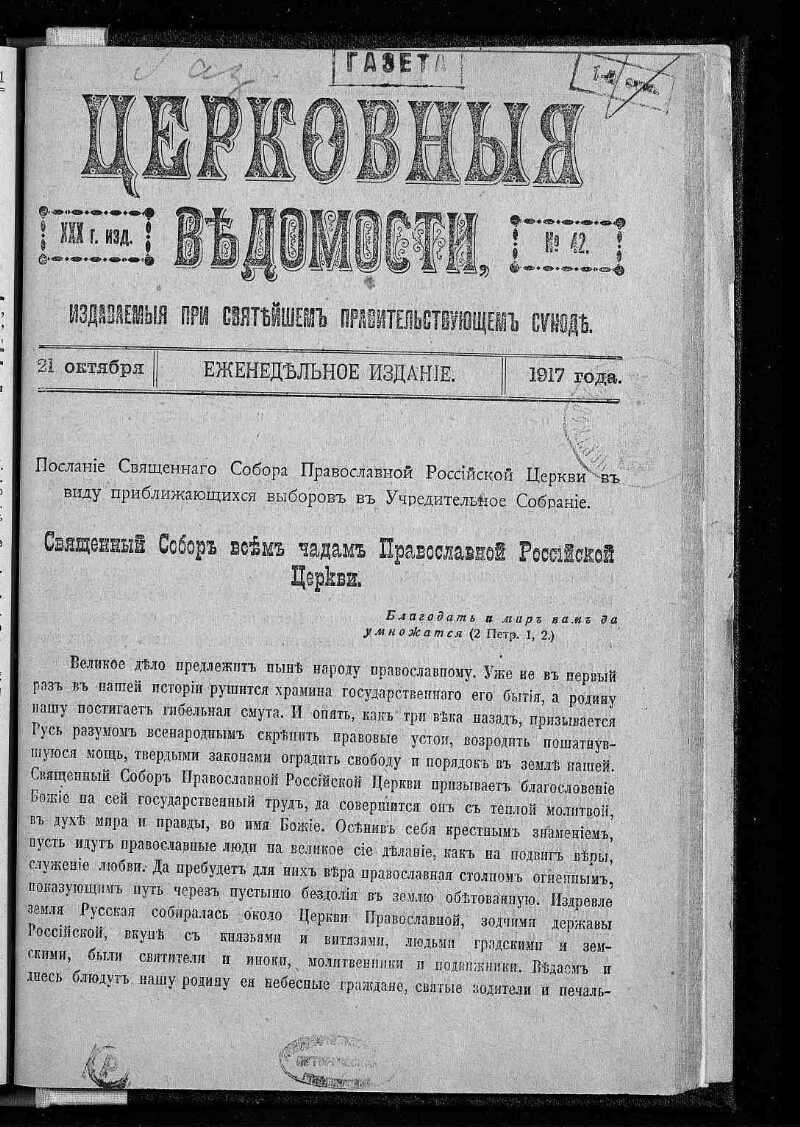 ГАЗЕТА
ЦЕРКОВНЫЯ
ВѢДОМОСТИ,
XXX г. изд.
№ 42.
ИЗДАВАЕМЫЯ ПРИ СВЯТѢЙШЕМЪ ПРАВИТЕЛЬСТВУЮЩЕМЪ СѴНОДѢ.
21 октября
ЕЖЕНЕДѢЛЬНОЕ ИЗДАНІЕ.
1917 года.
Посланіе Священнаго Собора Православной Россійской Церкви въ
виду приближающихся выборовъ въ Учредительное Собраніе.
Священный Соборъ всѣмъ чадамъ Православной Россійской
Церкви.
Благодать и миръ вамъ да
умножатся (2 Петр. 1, 2.)
Великое дѣло предлежитъ нынѣ народу православному. Уже не въ первый
разъ въ нашей исторіи рушится храмина государственнаго его бытія, а родину
нашу постигаетъ гибельная смута. И опять, какъ три вѣка назадъ, призывается
Русь разумомъ всенароднымъ скрѣпить правовые устои, возродить пошатнув-
шуюся мощь, твердыми законами оградить свободу и порядокъ въ землѣ нашей.
Священный Соборъ Православной Россійской Церкви призываетъ благословеніе
Божіе на сей государственный трудъ, да совершится онъ съ теплой молитвой,
въ духѣ мира и правды, во имя Божіе. Осѣнивъ себя крестнымъ знаменіемъ,
пусть идутъ православные люди на великое сіе дѣланіе, какъ на подвигъ вѣры,
служеніе любви. Да пребудетъ для нихъ вѣра православная столпомъ огненнымъ,
показующимъ путь черезъ пустыню бездолія въ землю обѣтованную. Издревле
земля Русская собиралась около Церкви Православной, зодчими державы
Россійской, вкупѣ съ князьями и витязями, людьми градскими и зем-
скими, были святители и иноки, молитвенники и подвижники. Вѣдаемъ и
днесь блюдутъ нашу родину ея небесные граждане, святые водители и печаль-